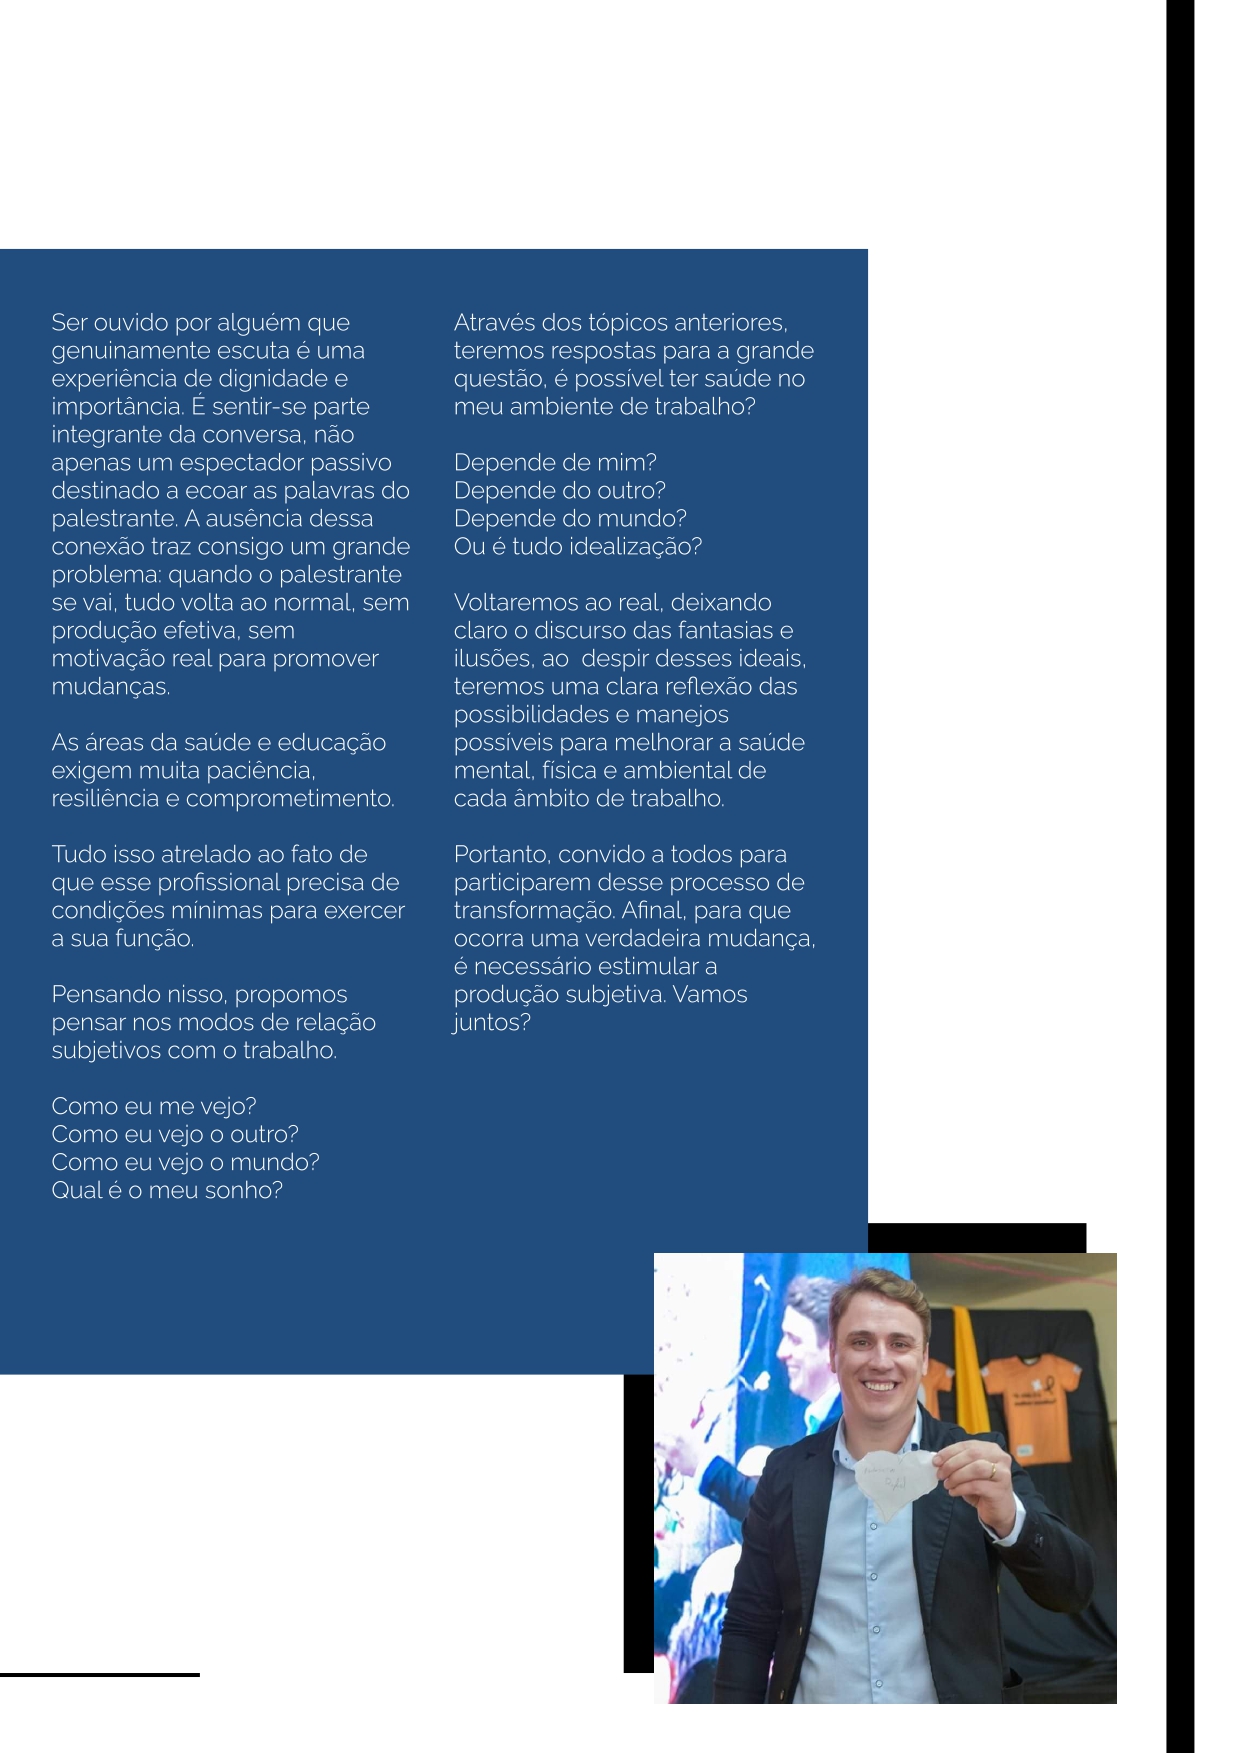 Ser ouvido por alguém que
genuinamente escuta é uma
experiência de dignidade e
importância. É sentir-se parte
integrante da conversa, não
apenas um espectador passivo
destinado a ecoar as palavras do
palestrante. A ausência dessa
conexão traz consigo um grande
problema: quando o palestrante
se vai, tudo volta ao normal, sem
produção efetiva, sem
motivação real para promover
mudanças.
As áreas da saúde e educação
exigem muita paciência,
resiliência e comprometimento.
Tudo isso atrelado ao fato de
que esse profissional precisa de
condições mínimas para exercer
a sua função.
Pensando nisso, propomos
pensar nos modos de relação
subjetivos com o trabalho.
Como eu me vejo?
Como eu vejo o outro?
Como eu vejo o mundo?
Qual é o meu sonho?
Através dos tópicos anteriores,
teremos respostas para a grande
questão, é possível ter saúde no
meu ambiente de trabalho?
Depende de mim?
Depende do outro?
Depende do mundo?
Ou é tudo idealização?
Voltaremos ao real, deixando
claro o discurso das fantasias e
ilusões, ao  despir desses ideais,
teremos uma clara reflexão das
possibilidades e manejos
possíveis para melhorar a saúde
mental, física e ambiental de
cada âmbito de trabalho.
Portanto, convido a todos para
participarem desse processo de
transformação. Afinal, para que
ocorra uma verdadeira mudança,
é necessário estimular a
produção subjetiva. Vamos
juntos?